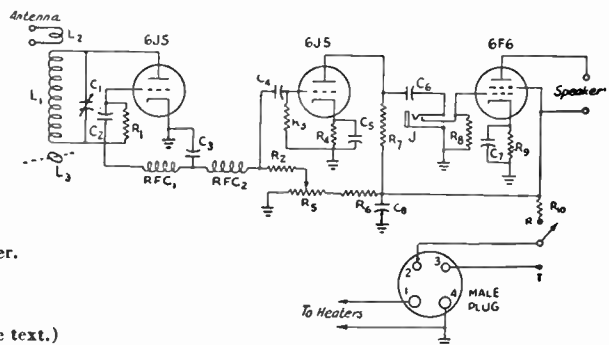 Antenna
L2
6J5
6J5
6F6
L1
C1
C2
R1
C3
C4
R3
R4
C5
C6
R7
J
R8
C7
R9
Speaker
L3
RFC1
RFC2
R2
R5
R6
C8
R10
R
T
er.
2
3
1
4
MALE
PLUG
To Heaters
e text.)